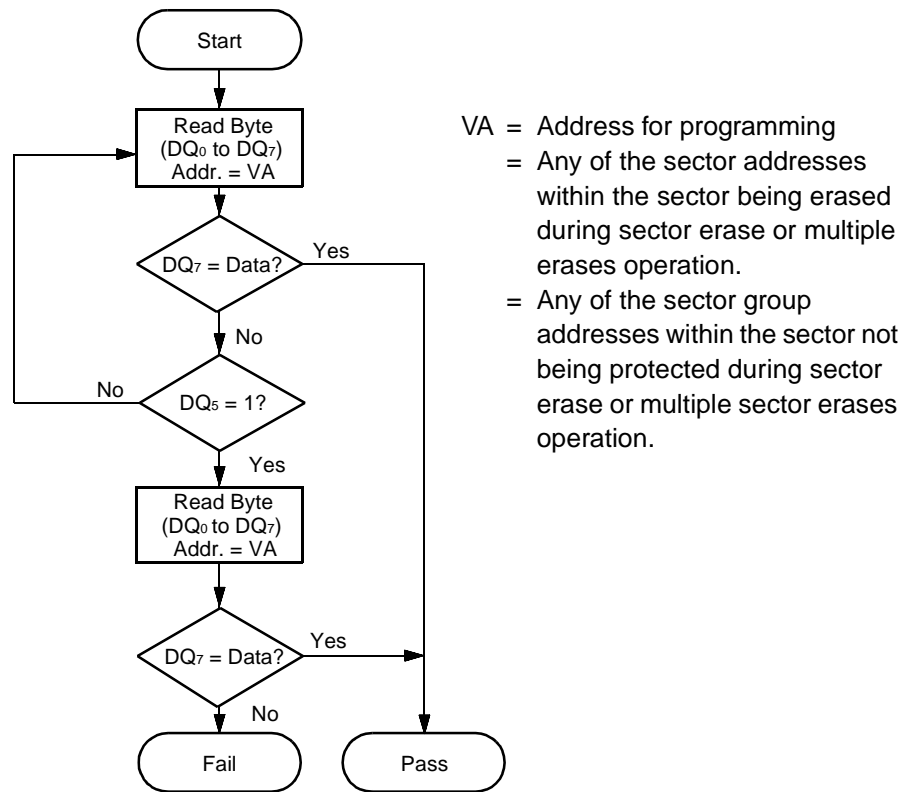 Start
Read Byte
(DQ0 to DQ7)
Addr. = VA
DQ7 = Data?
Yes
No
DQ5 = 1?
No
Yes
Read Byte
(DQ0 to DQ7)
Addr. = VA
DQ7 = Data?
Yes
No
Fail
Pass
VA = Address for programming
= Any of the sector addresses
within the sector being erased
during sector erase or multiple
erases operation.
= Any of the sector group
addresses within the sector not
being protected during sector
erase or multiple sector erases
operation.